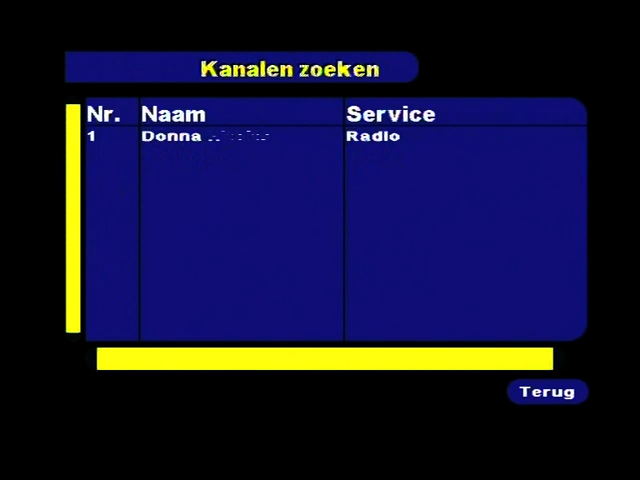 Kanalen zoeken
Nr. Naam Service
1 Donna Radio
Terug